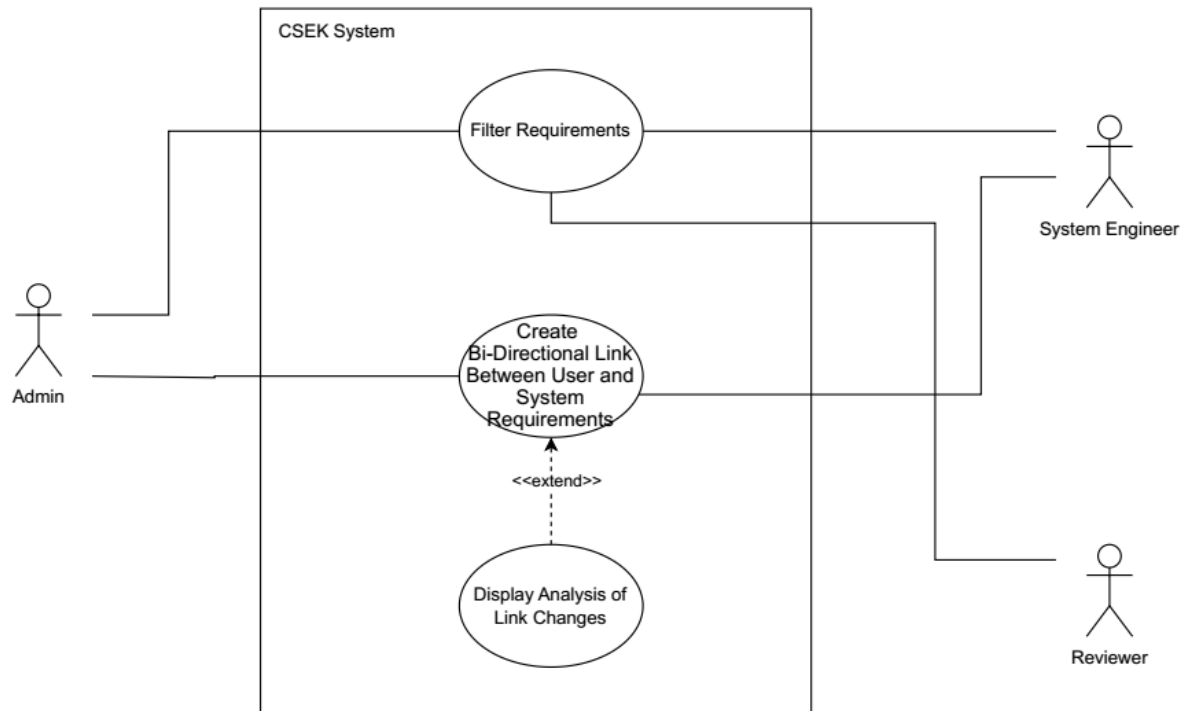 CSEK System
Filter Requirements
System Engineer
Admin
Create
Bi-Directional Link
Between User and
System
Requirements
<<extend>>
Display Analysis of
Link Changes
Reviewer